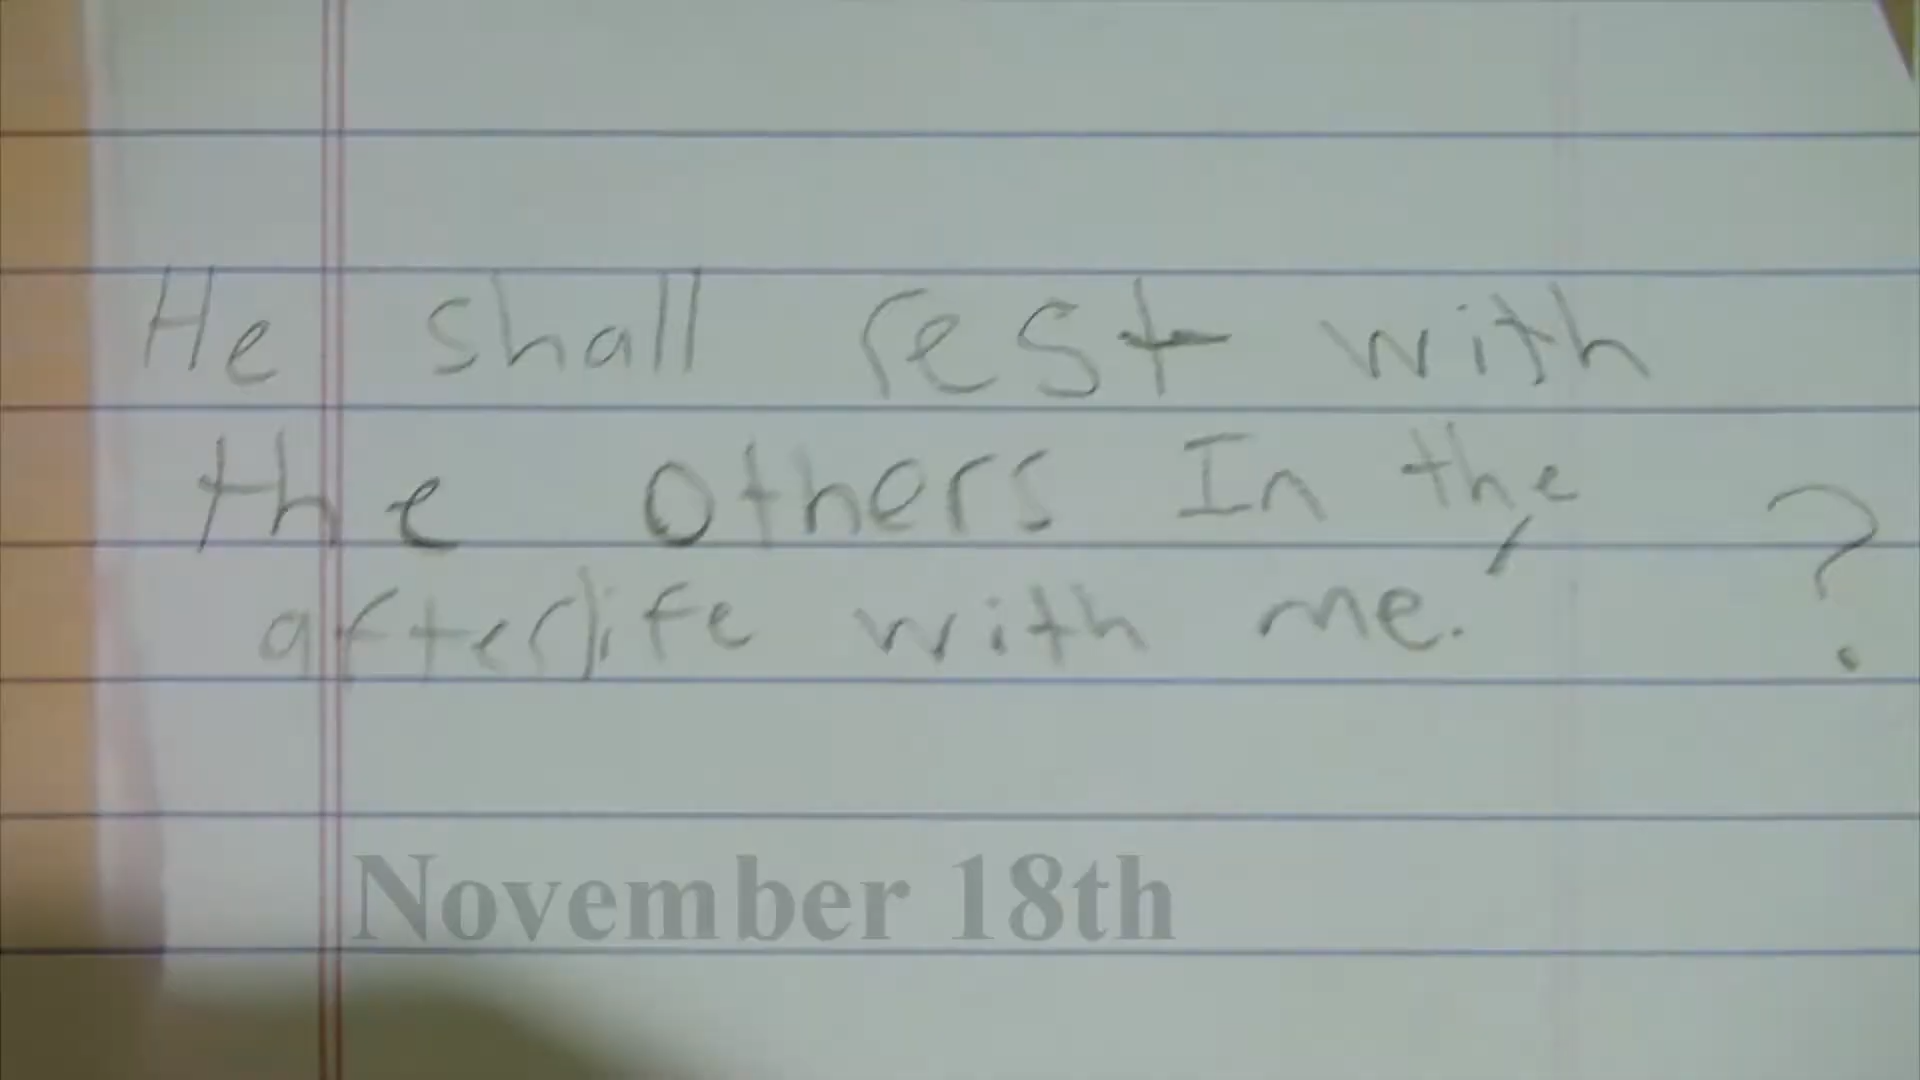 He shall rest with
the others In the,
afterlife with me. ?
November 18th